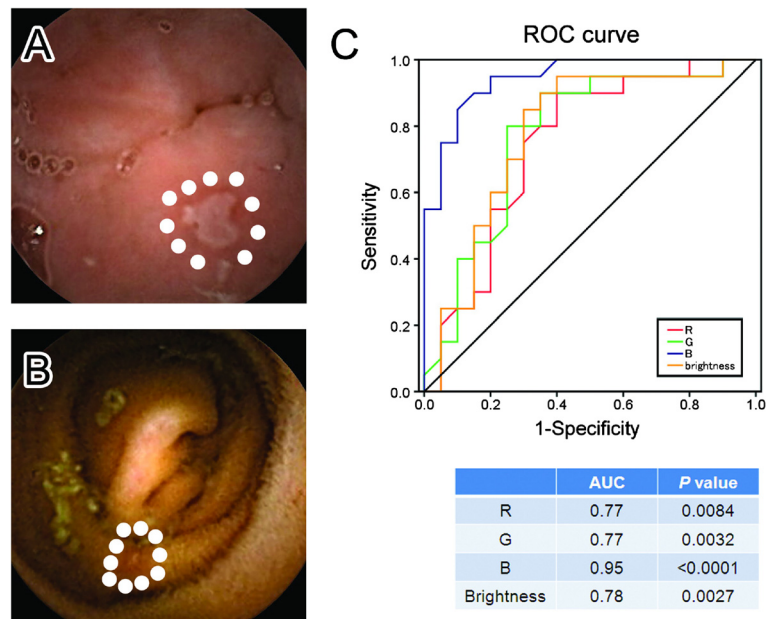 A
B
C
ROC curve
Sensitivity
1.0
0.8
0.6
0.4
0.2
0.0
0.0 0.2 0.4 0.6 0.8 1.0
1-Specificity
R
G
B
brightness
AUC P value
R 0.77 0.0084
G 0.77 0.0032
B 0.95 <0.0001
Brightness 0.78 0.0027